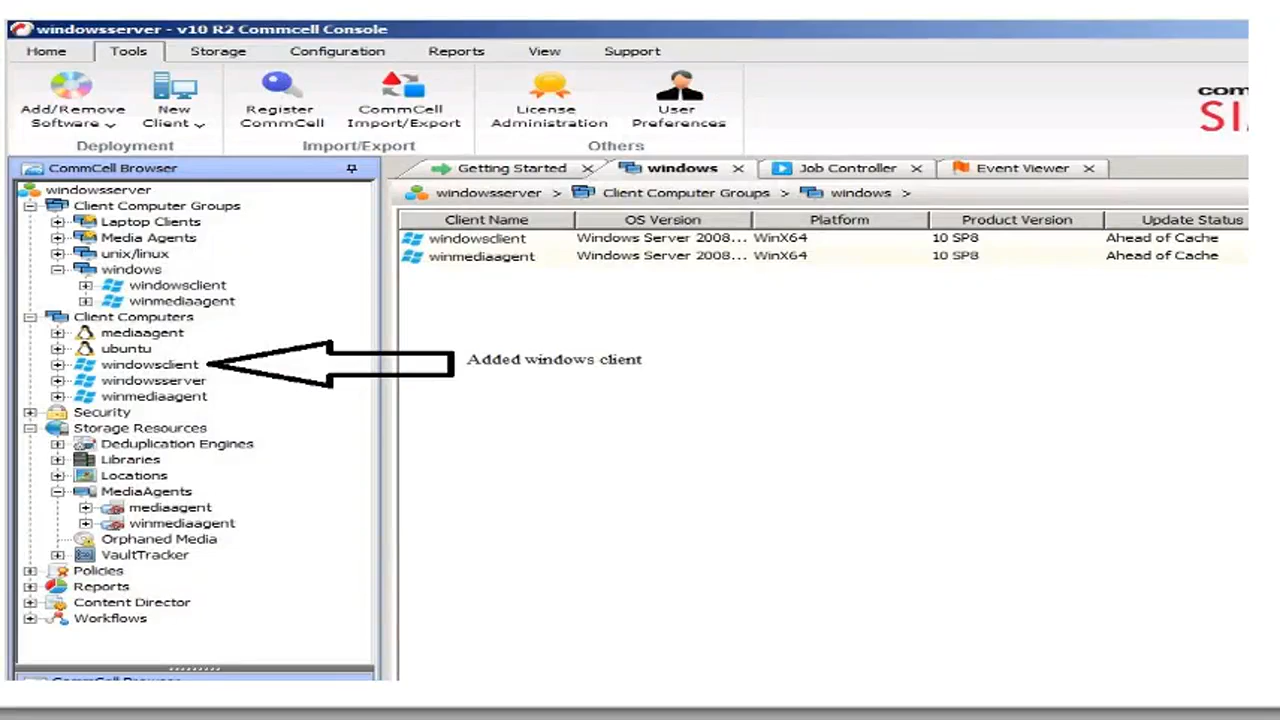 windowsserver - v10 R2 Commcell Console
Home Tools Storage Configuration Reports View Support
Add/Remove Software
New Client
Register CommCell
CommCell Import/Export
License Administration
User Preferences
Deployment Import/Export Others
SI
CommCell Browser
Getting Started windows Job Controller Event Viewer
windowsserver > Client Computer Groups > windows >
Client Name OS Version Platform Product Version Update Status
windowsclient Windows Server 2008... WinX64 10 SP8 Ahead of Cache
winmediaagent Windows Server 2008... WinX64 10 SP8 Ahead of Cache
windowsserver
Client Computer Groups
Laptop Clients
Media Agents
unix/linux
windows
windowsclient
winmediaagent
Client Computers
mediaagent
ubuntu
windowsclient
Added windows client
windowsserver
winmediaagent
Security
Storage Resources
Deduplication Engines
Libraries
Locations
MediaAgents
mediaagent
winmediaagent
Orphaned Media
VaultTracker
Policies
Reports
Content Director
Workflows